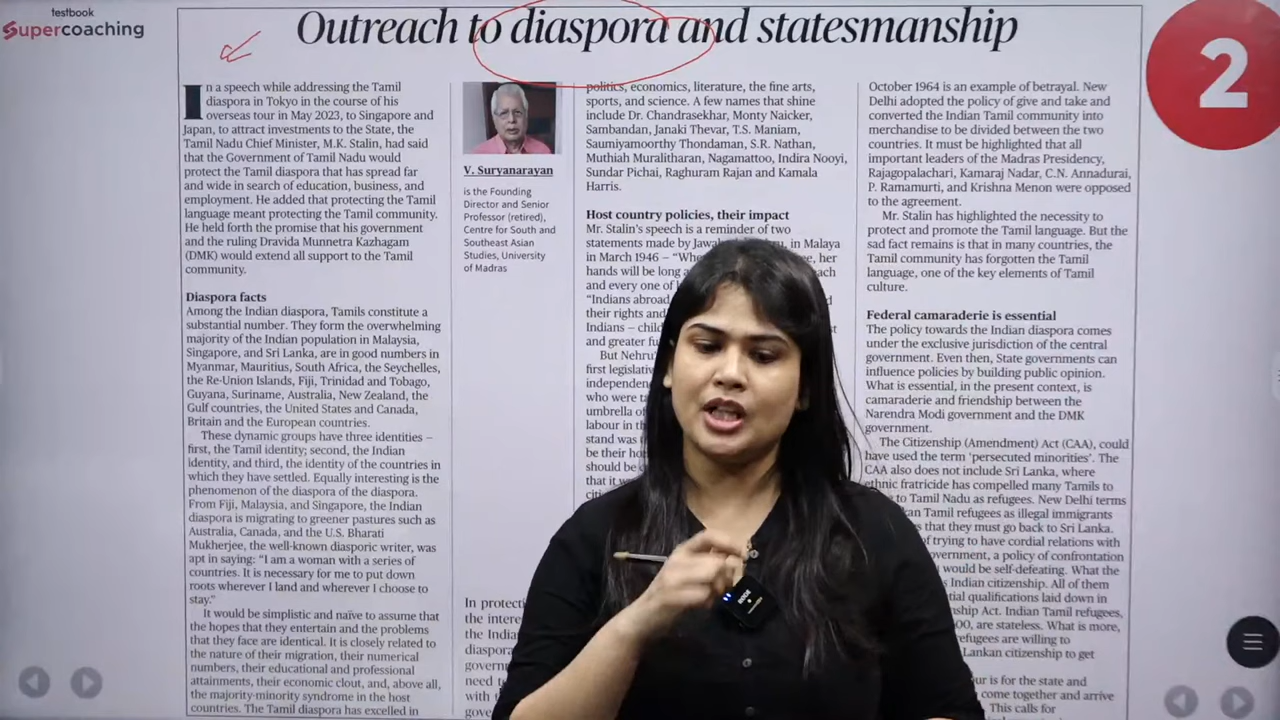 testbook
Supercoaching
Outreach to diaspora and statesmanship
2
In a speech while addressing the Tamil
diaspora in Tokyo in the course of his
overseas tour in May 2023, to Singapore and
Japan, to attract investments to the State, the
Tamil Nadu Chief Minister, M.K. Stalin, had said
that the Government of Tamil Nadu would
protect the Tamil diaspora that has spread far
and wide in search of education, business, and
employment. He added that protecting the Tamil
language meant protecting the Tamil community.
He held forth the promise that his government
and the ruling Dravida Munnetra Kazhagam
(DMK) would extend all support to the Tamil
community.
Diaspora facts
Among the Indian diaspora, Tamils constitute a
substantial number. They form the overwhelming
majority of the Indian population in Malaysia,
Singapore, and Sri Lanka, are in good numbers in
Myanmar, Mauritius, South Africa, the Seychelles,
the Re-Union Islands, Fiji, Trinidad and Tobago,
Guyana, Suriname, Australia, New Zealand, the
Gulf countries, the United States and Canada,
Britain and the European countries.
These dynamic groups have three identities –
first, the Tamil identity; second, the Indian
identity, and third, the identity of the countries in
which they have settled. Equally interesting is the
phenomenon of the diaspora of the diaspora.
From Fiji, Malaysia, and Singapore, the Indian
diaspora is migrating to greener pastures such as
Australia, Canada, and the U.S. Bharati
Mukherjee, the well-known diasporic writer, was
apt in saying: “I am a woman with a series of
countries. It is necessary for me to put down
roots wherever I land and wherever I choose to
stay.”
It would be simplistic and naïve to assume that
the hopes that they entertain and the problems
that they face are identical. It is closely related to
the nature of their migration, their numerical
numbers, their educational and professional
attainments, their economic clout, and, above all,
the majority-minority syndrome in the host
countries. The Tamil diaspora has excelled in
V. Suryanarayan
is the Founding
Director and Senior
Professor (retired),
Centre for South and
Southeast Asian
Studies, University
of Madras
In protecti
the intere
the India
diaspora
govern
need t
with t
gove
politics, economics, literature, the fine arts,
sports, and science. A few names that shine
include Dr. Chandrasekhar, Monty Naicker,
Sambandan, Janaki Thevar, T.S. Maniam,
Saumiyamoorthy Thondaman, S.R. Nathan,
Muthiah Muralitharan, Nagamattoo, Indira Nooyi,
Sundar Pichai, Raghuram Rajan and Kamala
Harris.
Host country policies, their impact
Mr. Stalin’s speech is a reminder of two
statements made by Jawah in Malaya
in March 1946 – “Whe e, her
hands will be long a ach
and every one of
“Indians abroad
their rights and
Indians – child st
and greater fu
But Nehru’
first legislativ
independen
who were ta
umbrella of
labour in th
stand was
be their ho
should be
that it we
citi
October 1964 is an example of betrayal. New
Delhi adopted the policy of give and take and
converted the Indian Tamil community into
merchandise to be divided between the two
countries. It must be highlighted that all
important leaders of the Madras Presidency,
Rajagopalachari, Kamaraj Nadar, C.N. Annadurai,
P. Ramamurti, and Krishna Menon were opposed
to the agreement.
Mr. Stalin has highlighted the necessity to
protect and promote the Tamil language. But the
sad fact remains is that in many countries, the
Tamil community has forgotten the Tamil
language, one of the key elements of Tamil
culture.
Federal camaraderie is essential
The policy towards the Indian diaspora comes
under the exclusive jurisdiction of the central
government. Even then, State governments can
influence policies by building public opinion.
What is essential, in the present context, is
camaraderie and friendship between the
Narendra Modi government and the DMK
government.
The Citizenship (Amendment) Act (CAA), could
have used the term ‘persecuted minorities’. The
CAA also does not include Sri Lanka, where
ethnic fratricide has compelled many Tamils to
to Tamil Nadu as refugees. New Delhi terms
kan Tamil refugees as illegal immigrants
s that they must go back to Sri Lanka.
of trying to have cordial relations with
overnment, a policy of confrontation
would be self-defeating. What the
s Indian citizenship. All of them
tial qualifications laid down in
nship Act. Indian Tamil refugees,
00, are stateless. What is more,
refugees are willing to
Lankan citizenship to get
ur is for the state and
come together and arrive
This calls for
RODE